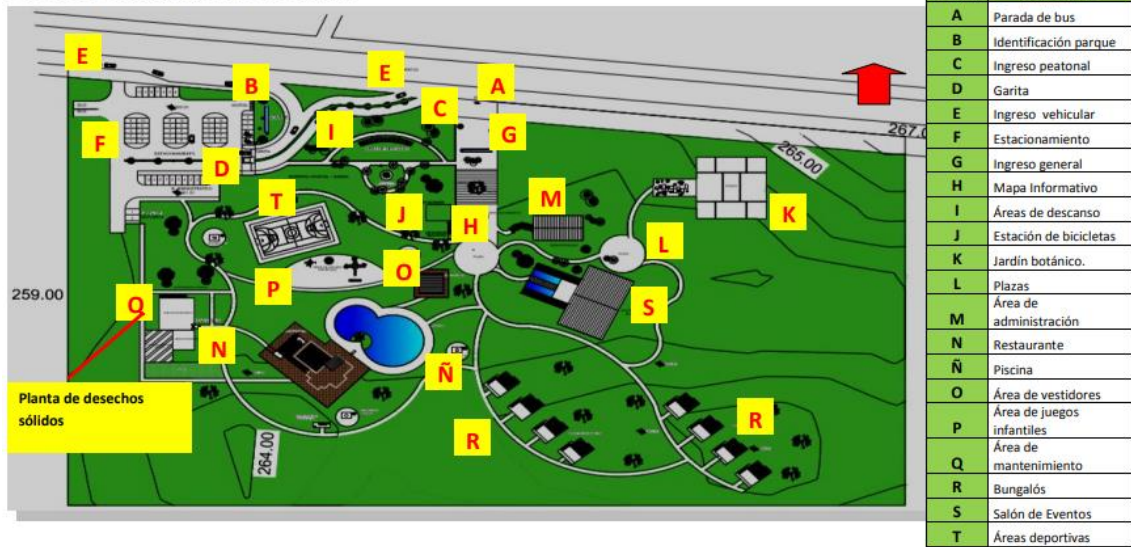 E
B
E
A
C
G
I
F
D
T
J
H
M
K
L
O
P
Q
N
S
Ñ
R
R
267.0
265.00
259.00
264.00
ESTACIONAMIENTO
Planta de desechos
sólidos
A Parada de bus
B Identificación parque
C Ingreso peatonal
D Garita
E Ingreso vehicular
F Estacionamiento
G Ingreso general
H Mapa Informativo
I Áreas de descanso
J Estación de bicicletas
K Jardín botánico.
L Plazas
M Área de
administración
N Restaurante
Ñ Piscina
O Área de vestidores
P Área de juegos
infantiles
Q Área de
mantenimiento
R Bungalós
S Salón de Eventos
T Áreas deportivas